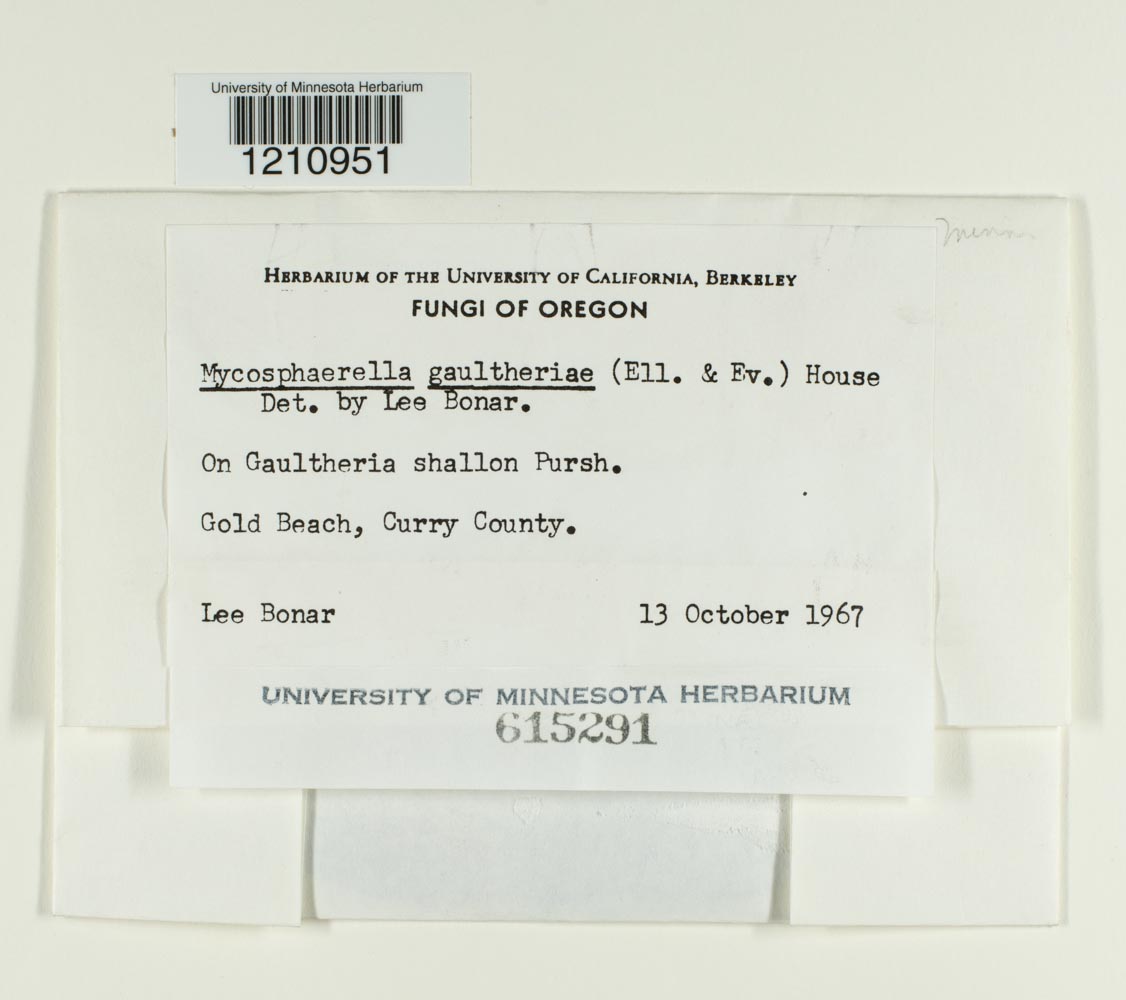 University of Minnesota Herbarium
1210951
HERBARIUM OF THE UNIVERSITY OF CALIFORNIA, BERKELEY
FUNGI OF OREGON
Mycosphaerella gaultheriae (Ell. & Ev.) House
Det. by Lee Bonar.
On Gaultheria shallon Pursh.
Gold Beach, Curry County.
Lee Bonar 13 October 1967
UNIVERSITY OF MINNESOTA HERBARIUM
615291